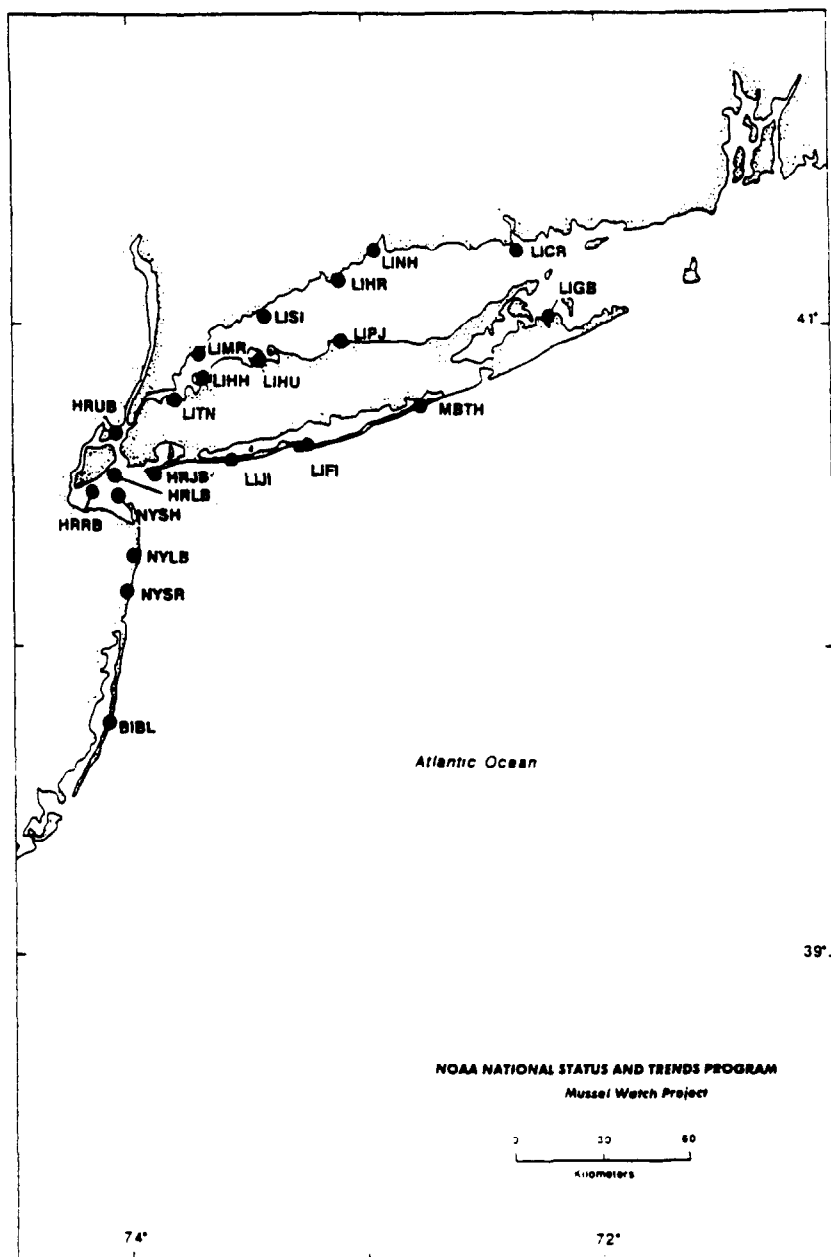 LINH
LICR
LIHR
LIGB
LISI
41°
LIPJ
LIMR
LIHU
LIHH
MBTH
LITN
HRUB
LIFI
LIJI
HRJB
HRLB
NYSH
HRRB
NYLB
NYSR
BIBL
Atlantic Ocean
39°
NOAA NATIONAL STATUS AND TRENDS PROGRAM
Mussel Watch Project
0 30 60
Kilometers
74° 72°